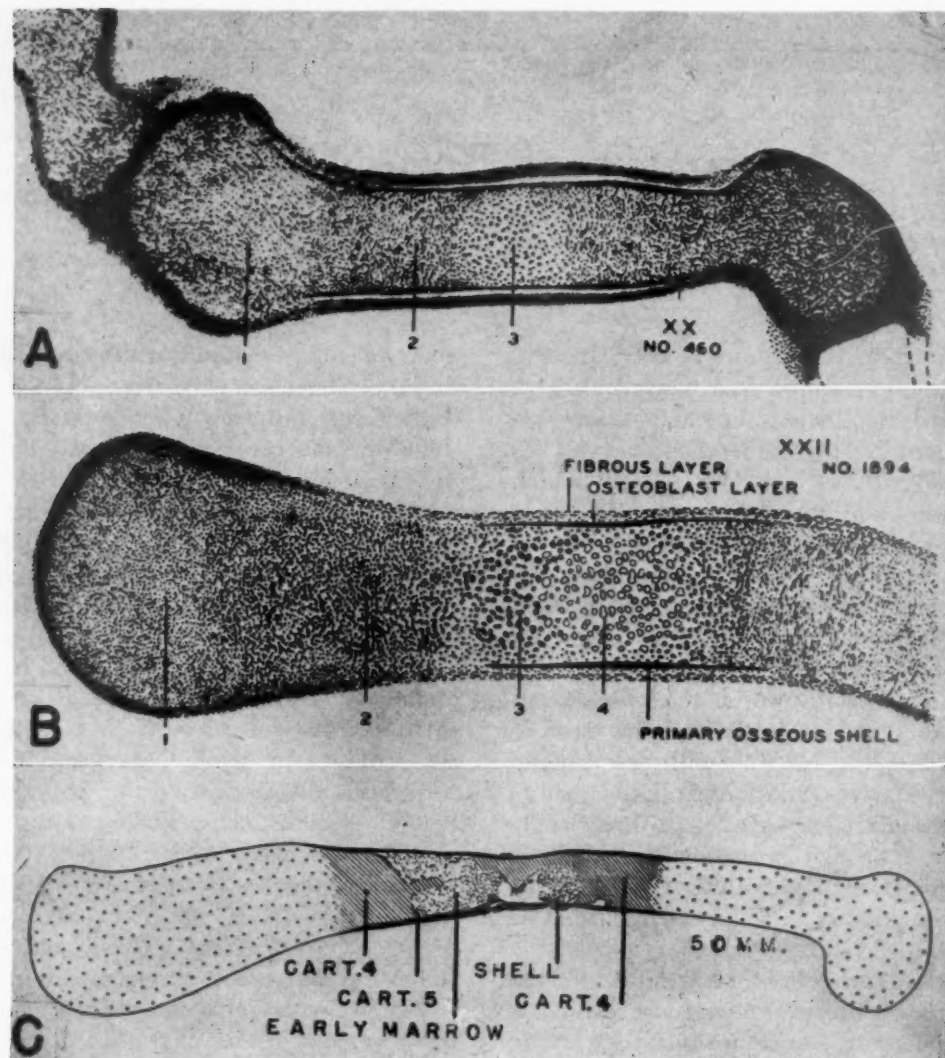 A
1
2
3
XX
NO. 460
B
XXII
NO. 1894
FIBROUS LAYER
OSTEOBLAST LAYER
1
2
3
4
PRIMARY OSSEOUS SHELL
C
50 MM.
CART.4
SHELL
CART.4
CART.5
EARLY MARROW